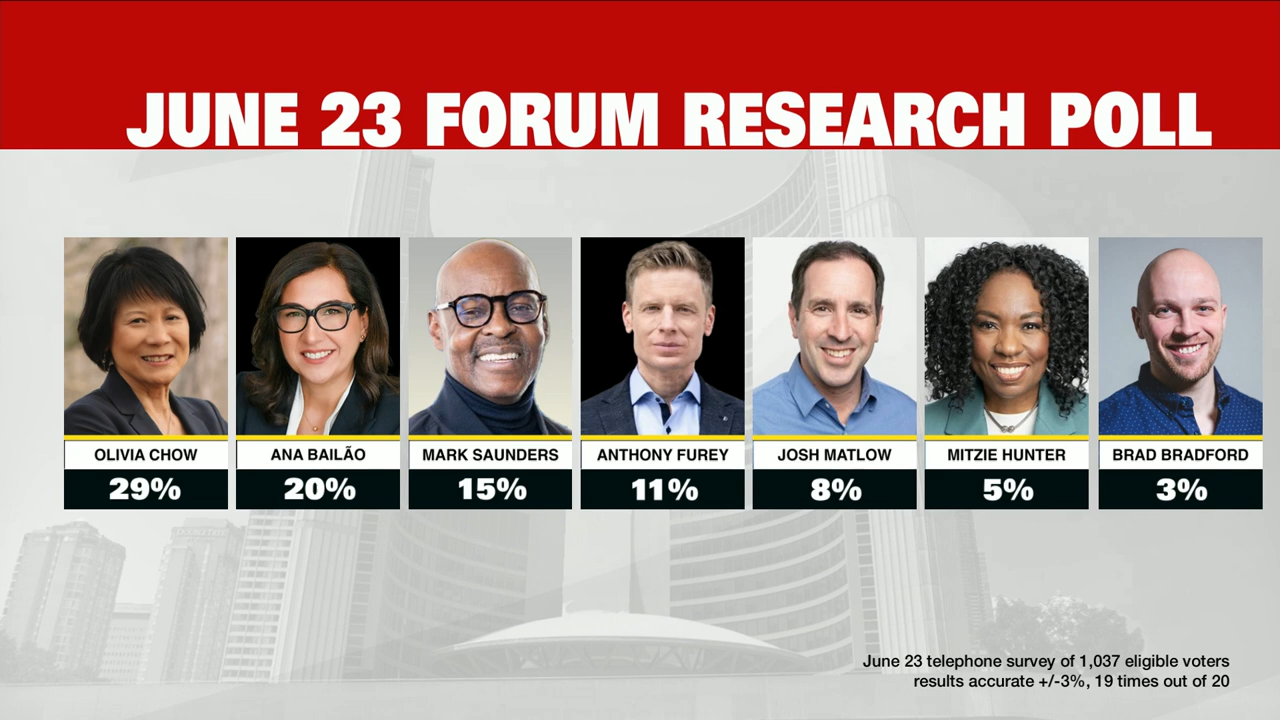 JUNE 23 FORUM RESEARCH POLL
OLIVIA CHOW
29%
ANA BAILÃO
20%
MARK SAUNDERS
15%
ANTHONY FUREY
11%
JOSH MATLOW
8%
MITZIE HUNTER
5%
BRAD BRADFORD
3%
June 23 telephone survey of 1,037 eligible voters
results accurate +/-3%, 19 times out of 20